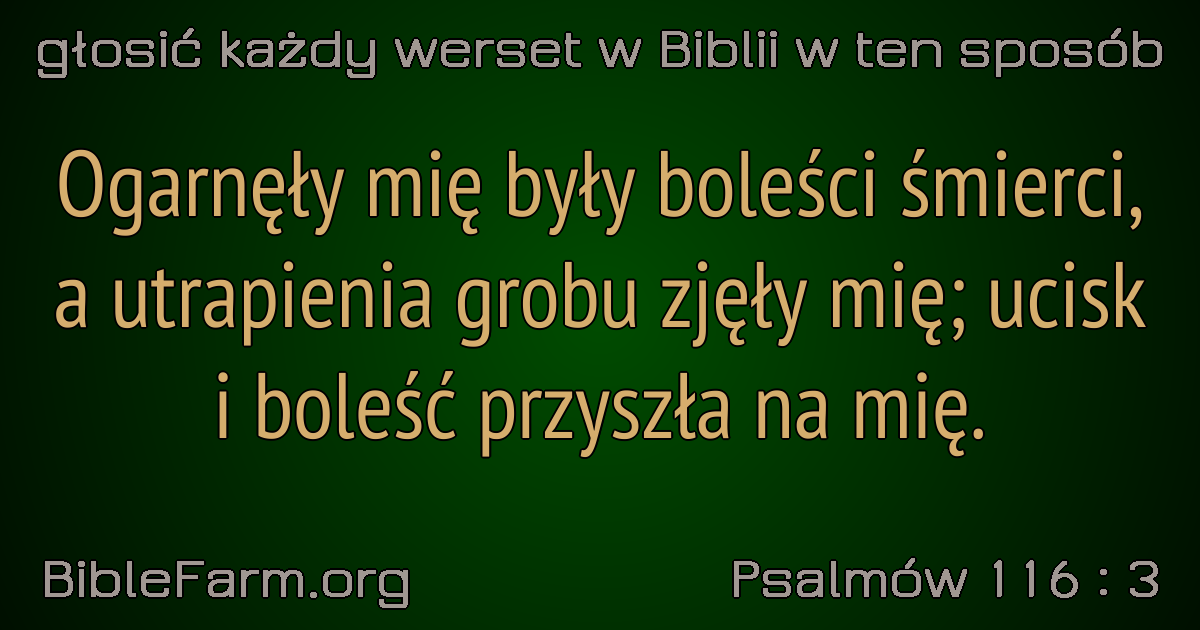 głosić każdy werset w Biblii w ten sposób
Ogarnęły mię były boleści śmierci,
a utrapienia grobu zjęły mię; ucisk
i boleść przyszła na mię.
BibleFarm.org
Psalmów 116 : 3